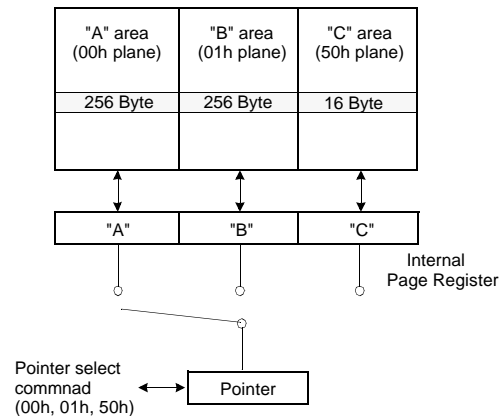 "A" area
(00h plane)
"B" area
(01h plane)
"C" area
(50h plane)
256 Byte
256 Byte
16 Byte
"A"
"B"
"C"
Internal
Page Register
Pointer select
commnad
(00h, 01h, 50h)
Pointer